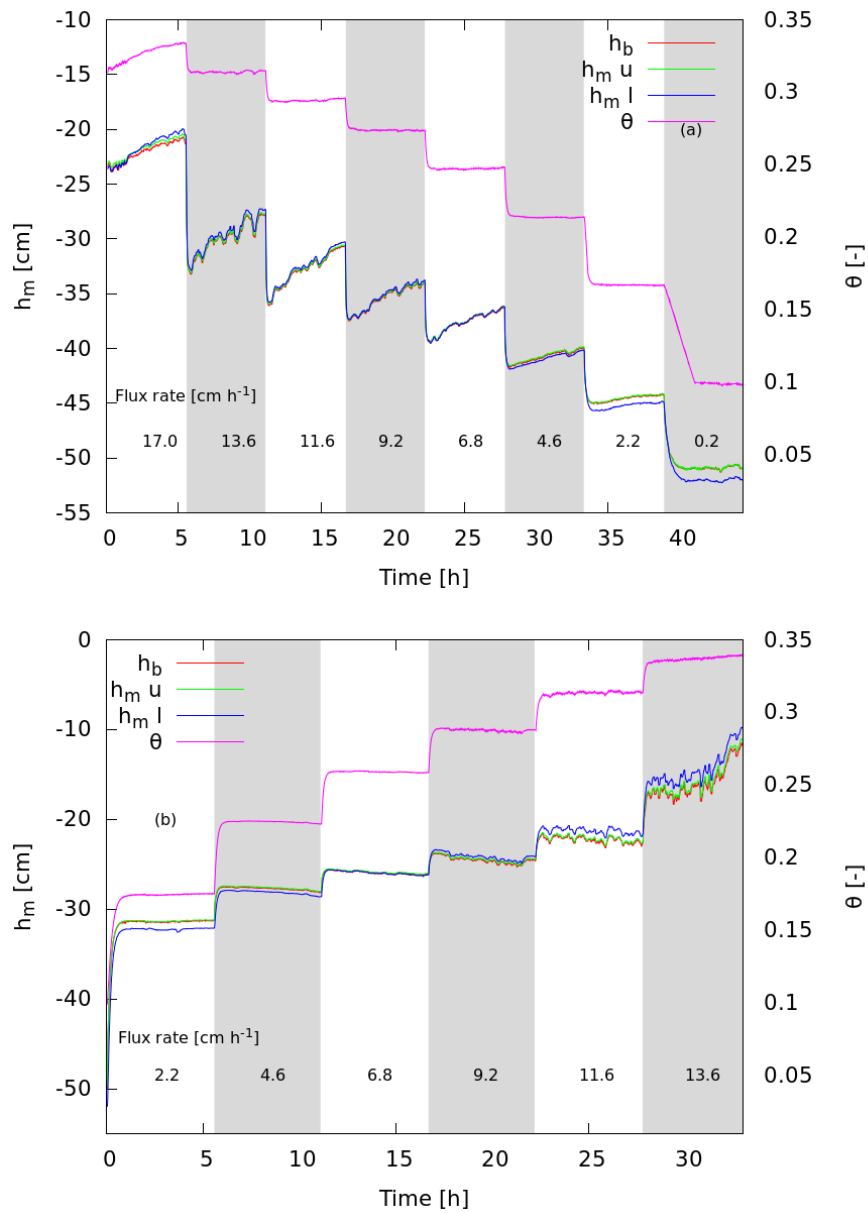 -10
-15
-20
-25
-30
-35
-40
-45
-50
-55
h_m [cm]
0.35
0.3
0.25
0.2
0.15
0.1
0.05
θ [-]
h_b
h_m u
h_m l
θ
(a)
Flux rate [cm h⁻¹]
17.0 13.6 11.6 9.2 6.8 4.6 2.2 0.2
0 5 10 15 20 25 30 35 40
Time [h]
0
-10
-20
-30
-40
-50
h_m [cm]
0.35
0.3
0.25
0.2
0.15
0.1
0.05
θ [-]
h_b
h_m u
h_m l
θ
(b)
Flux rate [cm h⁻¹]
2.2 4.6 6.8 9.2 11.6 13.6
0 5 10 15 20 25 30
Time [h]